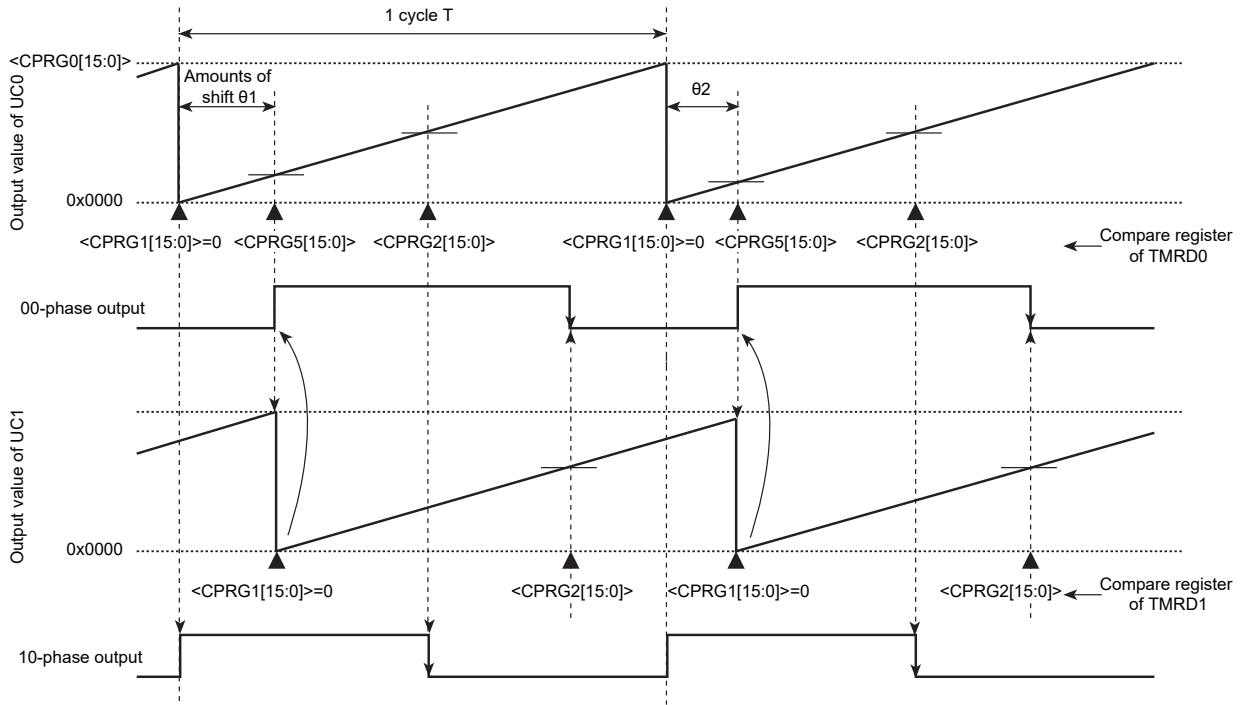 1 cycle T
<CPRG0[15:0]>
Amounts of
shift θ1
θ2
Output value of UC0
0x0000
<CPRG1[15:0]>=0
<CPRG5[15:0]>
<CPRG2[15:0]>
<CPRG1[15:0]>=0
<CPRG5[15:0]>
<CPRG2[15:0]>
Compare register
of TMRD0
00-phase output
Output value of UC1
0x0000
<CPRG1[15:0]>=0
<CPRG2[15:0]>
<CPRG1[15:0]>=0
<CPRG2[15:0]>
Compare register
of TMRD1
10-phase output